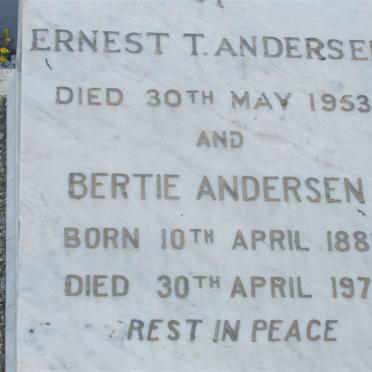 ERNEST T. ANDERSE
DIED 30TH MAY 1953
AND
BERTIE ANDERSEN
BORN 10TH APRIL 188
DIED 30TH APRIL 197
REST IN PEACE